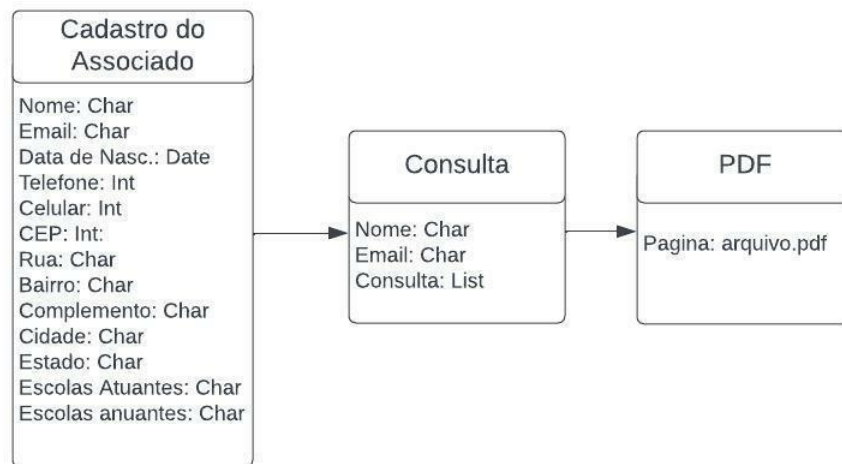 Cadastro do
Associado
Nome: Char
Email: Char
Data de Nasc.: Date
Telefone: Int
Celular: Int
CEP: Int:
Rua: Char
Bairro: Char
Complemento: Char
Cidade: Char
Estado: Char
Escolas Atuantes: Char
Escolas anuantes: Char
Consulta
Nome: Char
Email: Char
Consulta: List
PDF
Pagina: arquivo.pdf